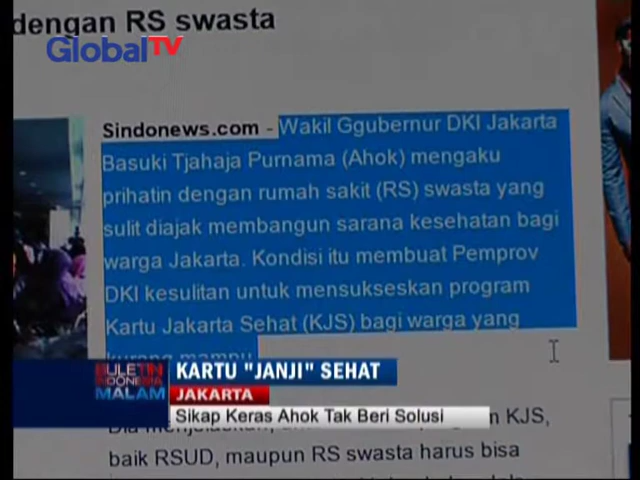 dengan RS swasta
GlobalTV
Sindonews.com - Wakil Ggubernur DKI Jakarta
Basuki Tjahaja Purnama (Ahok) mengaku
prihatin dengan rumah sakit (RS) swasta yang
sulit diajak membangun sarana kesehatan bagi
warga Jakarta. Kondisi itu membuat Pemprov
DKI kesulitan untuk mensukseskan program
Kartu Jakarta Sehat (KJS) bagi warga yang
kurang mampu
BULETIN
INDONESIA
MALAM
KARTU "JANJI" SEHAT
JAKARTA
Sikap Keras Ahok Tak Beri Solusi
KJS,
baik RSUD, maupun RS swasta harus bisa